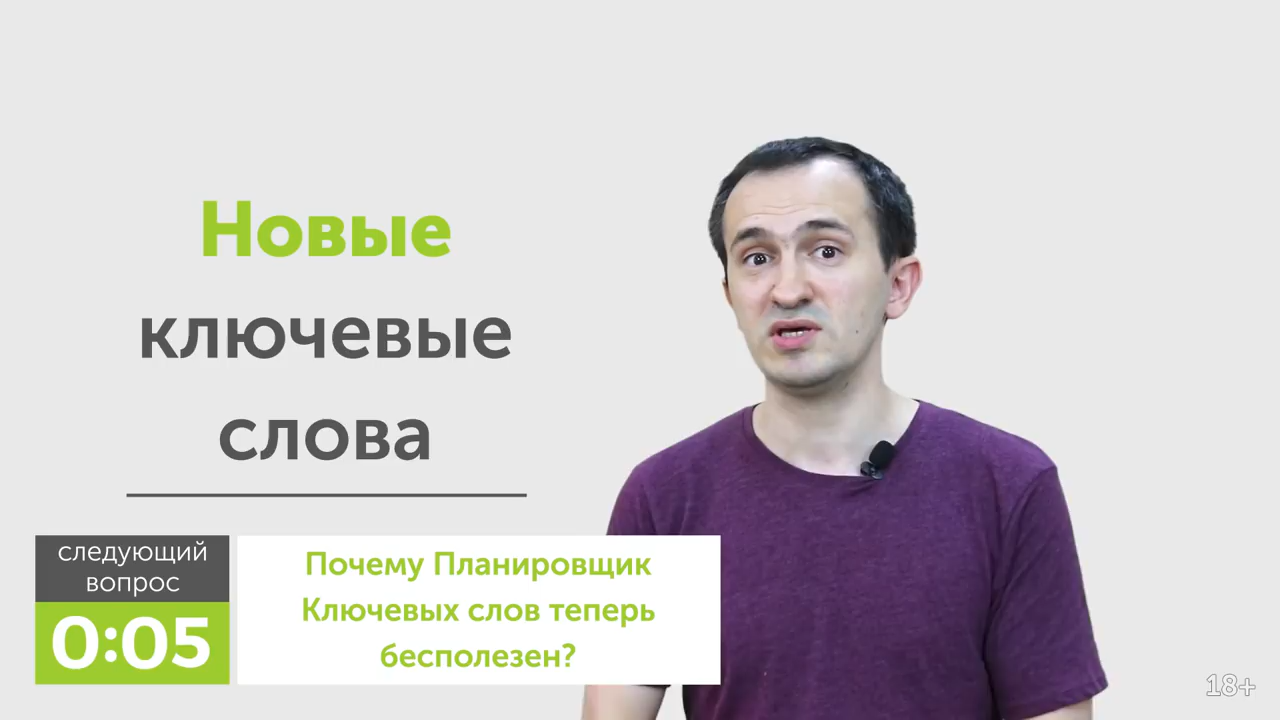 Новые
ключевые
слова
следующий
вопрос
0:05
Почему Планировщик
Ключевых слов теперь
бесполезен?
18+